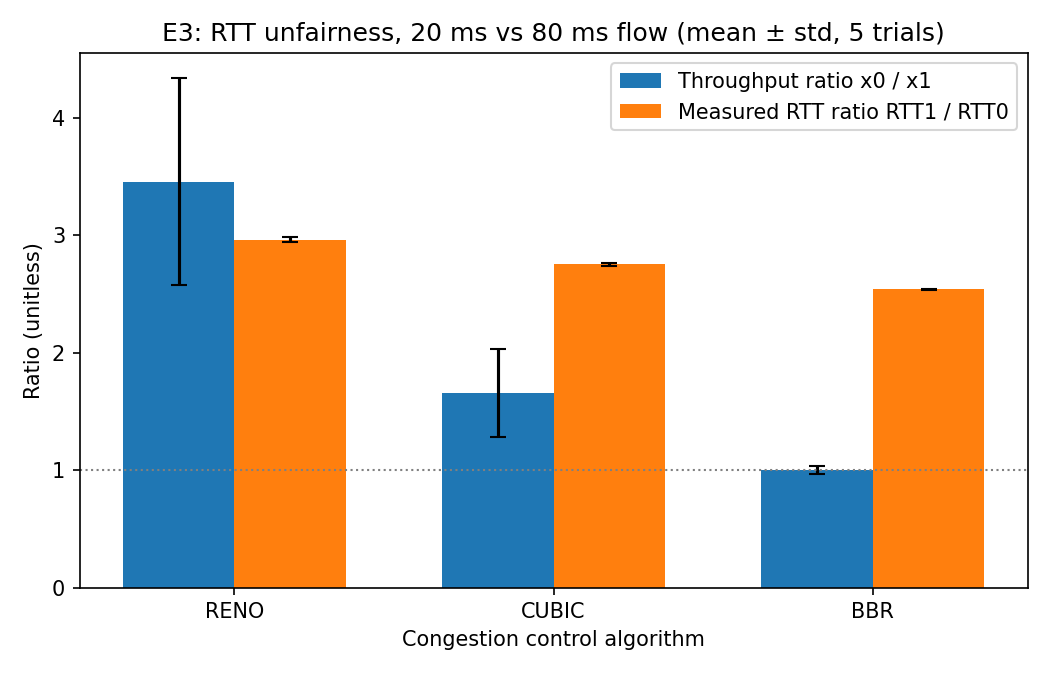 E3: RTT unfairness, 20 ms vs 80 ms flow (mean ± std, 5 trials)
Throughput ratio x0 / x1
Measured RTT ratio RTT1 / RTT0
Ratio (unitless)
4
3
2
1
0
RENO
CUBIC
BBR
Congestion control algorithm